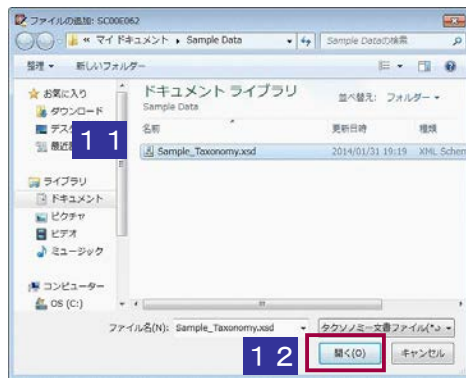 ファイルの追加: SC00E062
« マイ ドキュメント ▸ Sample Data
Sample Dataの検索
整理 ▾ 新しいフォルダー
お気に入り
ダウンロード
デスク
最近
ライブラリ
ドキュメント
ピクチャ
ビデオ
ミュージック
コンピューター
OS (C:)
ドキュメント ライブラリ
Sample Data
並べ替え: フォルダー ▾
名前 更新日時 種類
Sample_Taxonomy.xsd 2014/01/31 19:19 XML Schem
11
ファイル名(N): Sample_Taxonomy.xsd
タクソノミー文書ファイル(*.x
12
開く(O) キャンセル